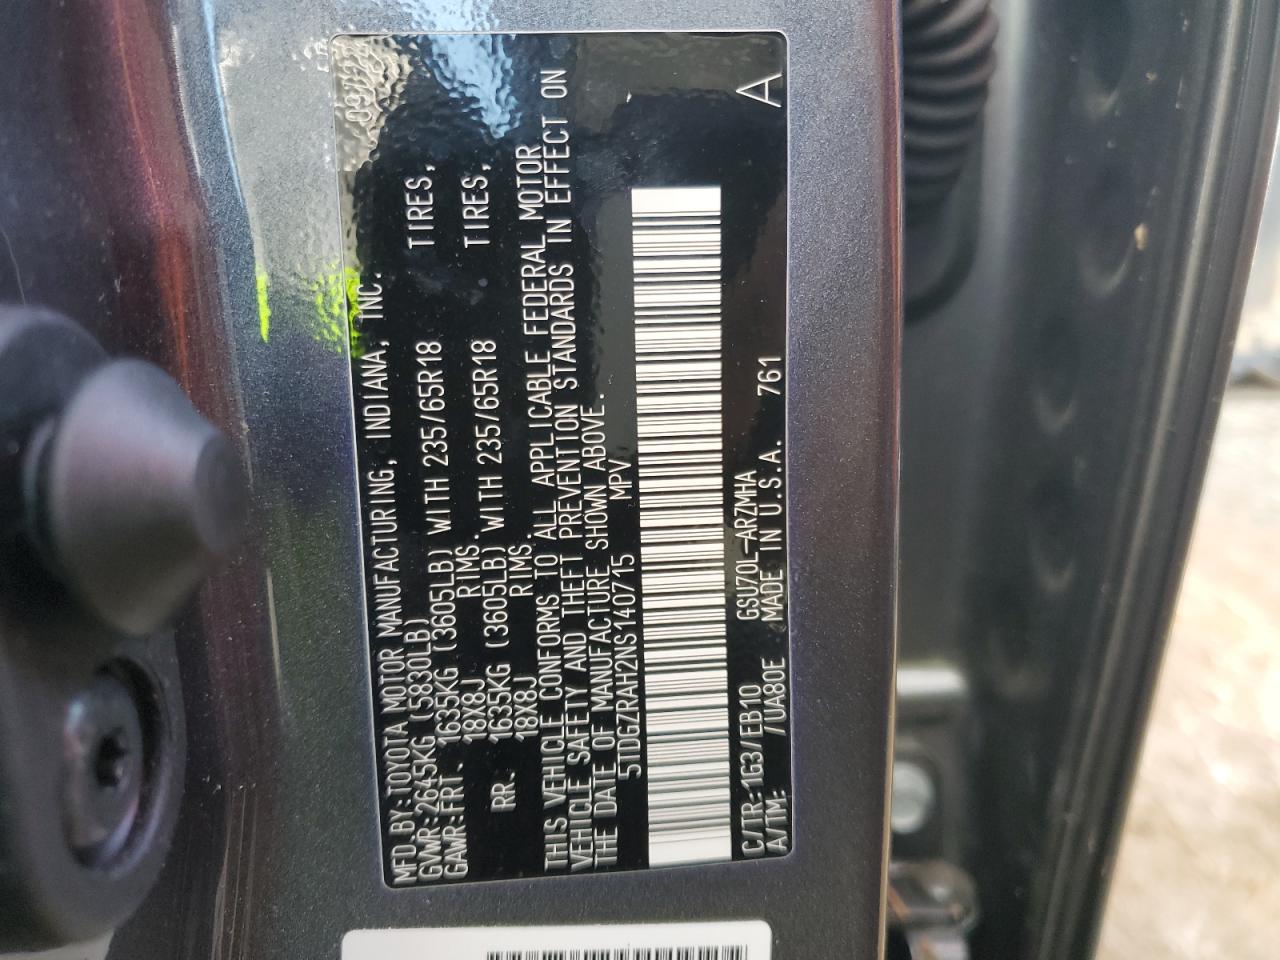 MFD.BY:TOYOTA MOTOR MANUFACTURING, INDIANA, INC. 09/
GVWR:2645KG (5830LB)
GAWR:FRT. 1635KG (3605LB) WITH 235/65R18 TIRES,
18X8J RIMS.
RR. 1635KG (3605LB) WITH 235/65R18 TIRES,
18X8J RIMS.
THIS VEHICLE CONFORMS TO ALL APPLICABLE FEDERAL MOTOR
VEHICLE SAFETY AND THEFT PREVENTION STANDARDS IN EFFECT ON
THE DATE OF MANUFACTURE SHOWN ABOVE.
5TDGZRAH2NS140715 MPV
C/TR:1G3/EB10 GSU70L-ARZMHA A
A/TM: /UA80E MADE IN U.S.A. 761